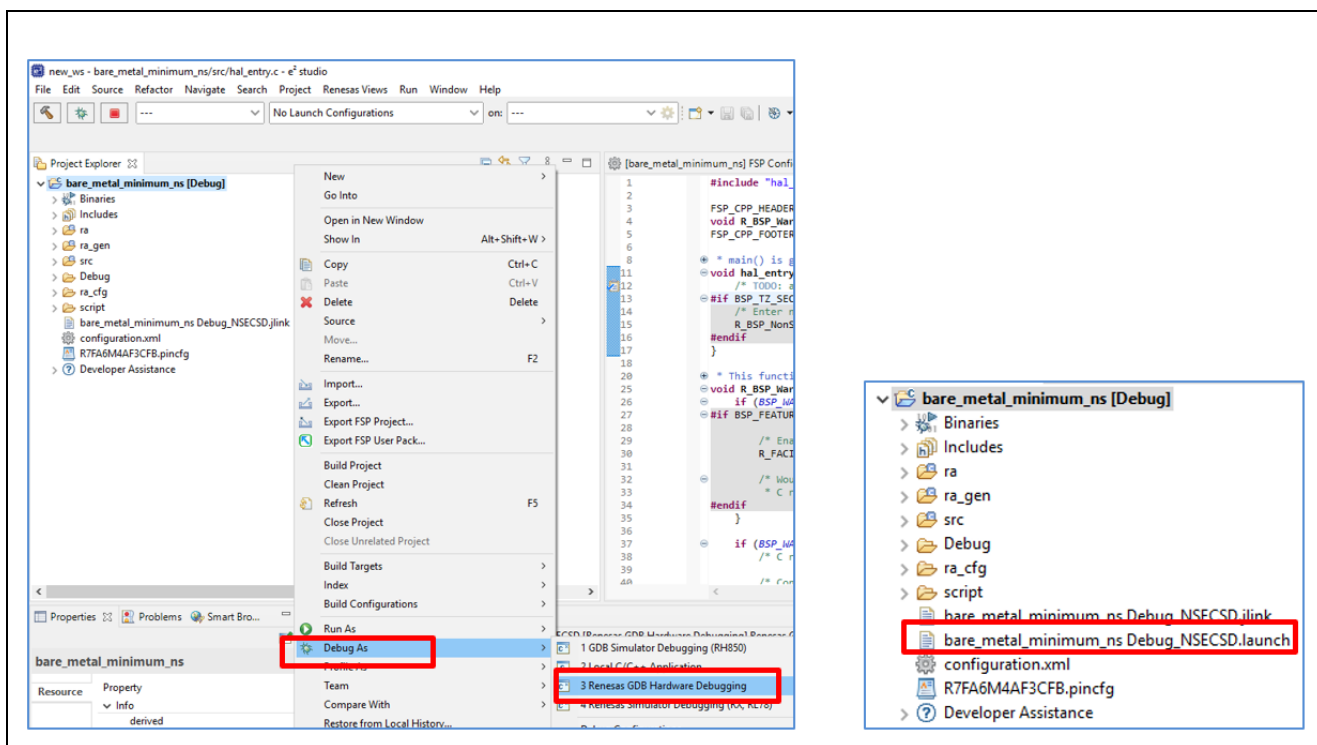 new_ws - bare_metal_minimum_ns/src/hal_entry.c - e² studio
File Edit Source Refactor Navigate Search Project Renesas Views Run Window Help
--- No Launch Configurations on: ---
Project Explorer
[bare_metal_minimum_ns] FSP Confi
bare_metal_minimum_ns [Debug]
Binaries
Includes
ra
ra_gen
src
Debug
ra_cfg
script
bare_metal_minimum_ns Debug_NSECSD.jlink
configuration.xml
R7FA6M4AF3CFB.pincfg
Developer Assistance
New
Go Into
Open in New Window
Show In Alt+Shift+W >
Copy Ctrl+C
Paste Ctrl+V
Delete Delete
Source
Move...
Rename... F2
Import...
Export...
Export FSP Project...
Export FSP User Pack...
Build Project
Clean Project
Refresh F5
Close Project
Close Unrelated Project
Build Targets
Index
Build Configurations
Run As
Debug As
Profile As
Team
Compare With
Restore from Local History...
1 GDB Simulator Debugging (RH850)
2 Local C/C++ Application
3 Renesas GDB Hardware Debugging
4 Renesas Simulator Debugging (RX, RL78)
1 #include "hal_
2
3 FSP_CPP_HEADER
4 void R_BSP_War
5 FSP_CPP_FOOTER
6
8 * main() is g
11 void hal_entry
12 /* TODO: a
13 #if BSP_TZ_SEC
14 /* Enter n
15 R_BSP_NonS
16 #endif
17 }
18
20 * This functi
25 void R_BSP_War
26 if (BSP_WA
27 #if BSP_FEATUR
28
29 /* Ena
30 R_FACI
31
32 /* Wou
33 * C r
34 #endif
35 }
36
37 if (BSP_WA
38 /* C r
39
40 /* Con
Properties Problems Smart Bro...
bare_metal_minimum_ns
Resource Property
Info
derived
bare_metal_minimum_ns [Debug]
Binaries
Includes
ra
ra_gen
src
Debug
ra_cfg
script
bare_metal_minimum_ns Debug_NSECSD.jlink
bare_metal_minimum_ns Debug_NSECSD.launch
configuration.xml
R7FA6M4AF3CFB.pincfg
Developer Assistance